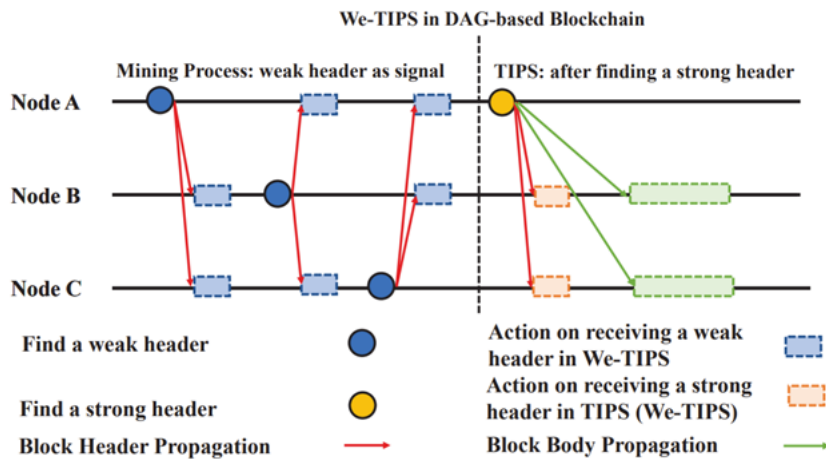 We-TIPS in DAG-based Blockchain
Mining Process: weak header as signal
TIPS: after finding a strong header
Node A
Node B
Node C
Find a weak header
Action on receiving a weak
header in We-TIPS
Find a strong header
Action on receiving a strong
header in TIPS (We-TIPS)
Block Header Propagation
Block Body Propagation